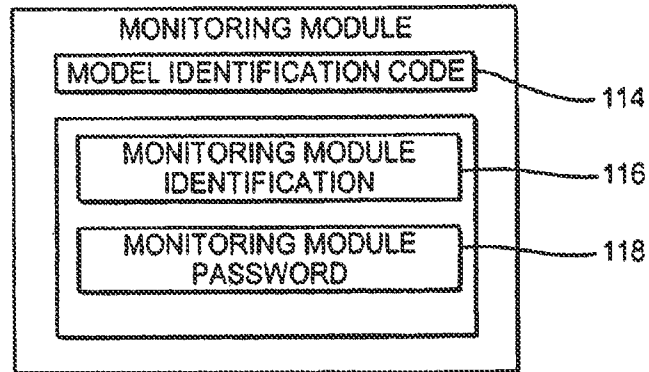 MONITORING MODULE
MODEL IDENTIFICATION CODE
114
MONITORING MODULE
IDENTIFICATION
116
MONITORING MODULE
PASSWORD
118